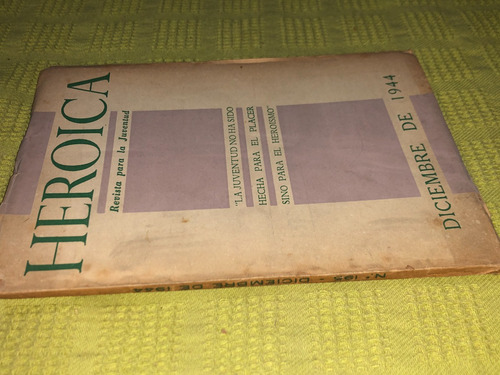 HEROICA
Revista para la Juventud
"LA JUVENTUD NO HA SIDO
HECHA PARA EL PLACER
SINO PARA EL HEROISMO"
DICIEMBRE DE 1944
DICIEMBRE DE 1944